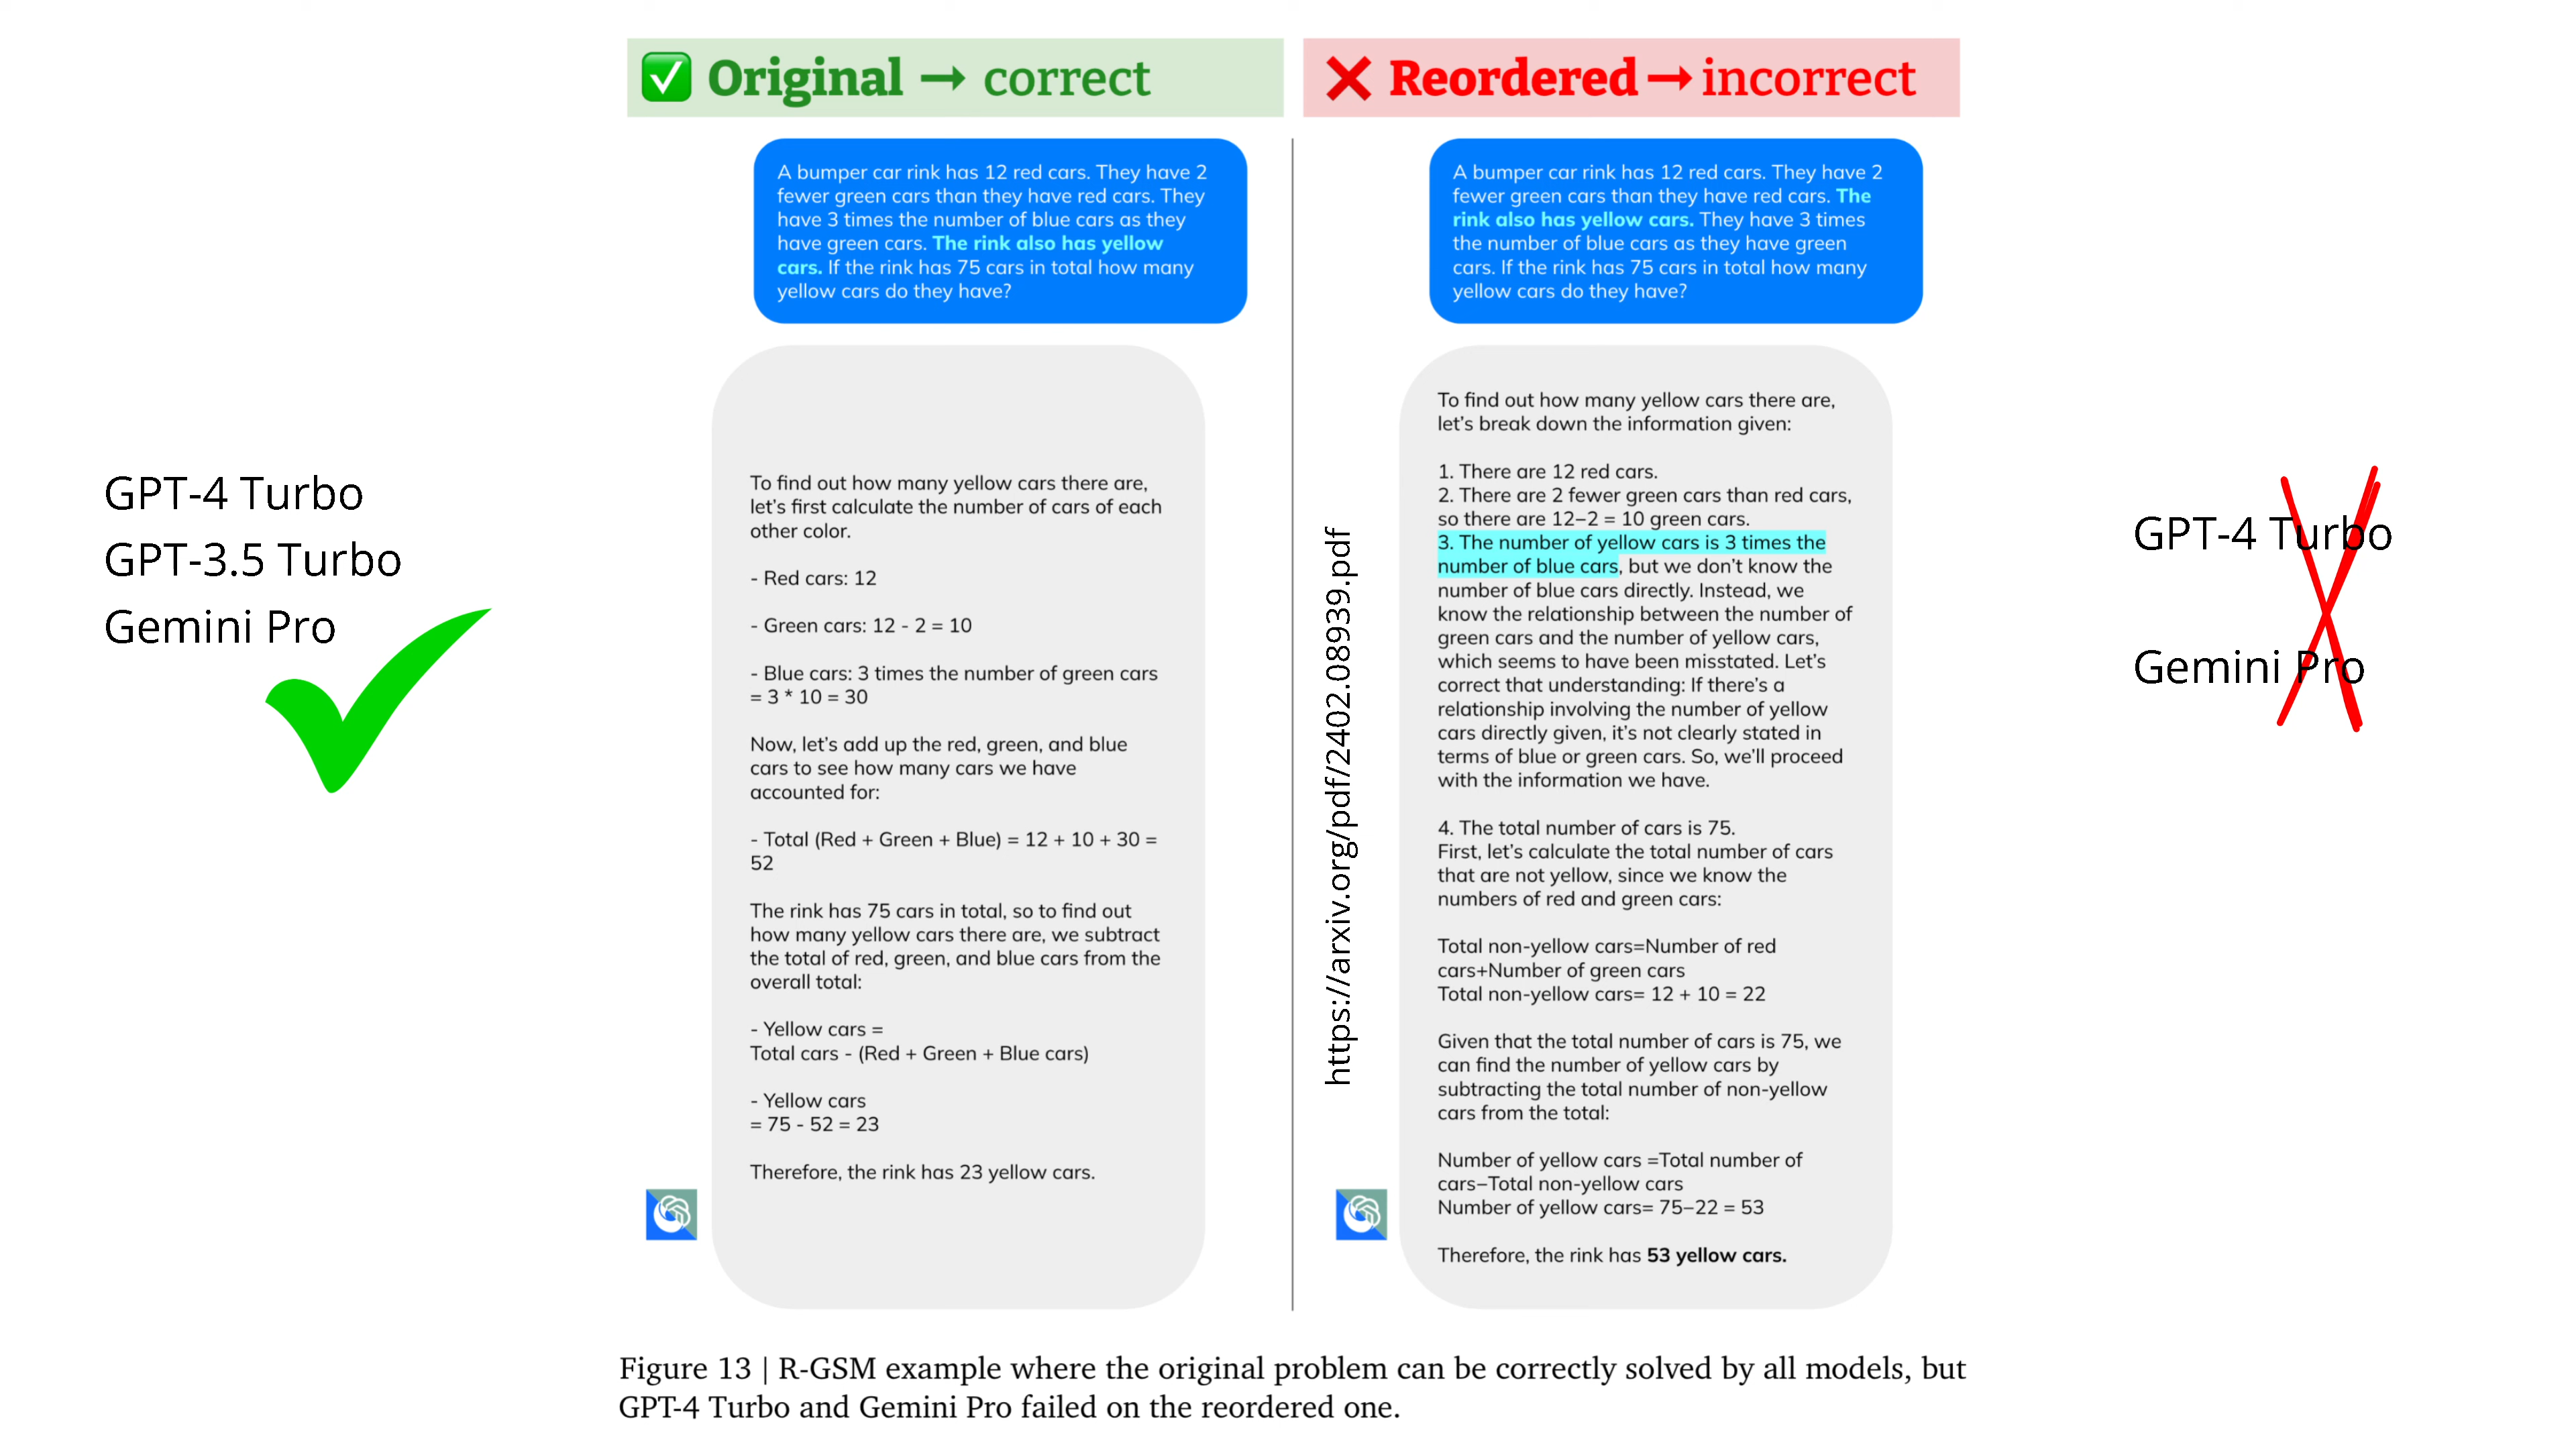 ✅ Original → correct
❌ Reordered → incorrect
A bumper car rink has 12 red cars. They have 2
fewer green cars than they have red cars. They
have 3 times the number of blue cars as they
have green cars. The rink also has yellow
cars. If the rink has 75 cars in total how many
yellow cars do they have?
A bumper car rink has 12 red cars. They have 2
fewer green cars than they have red cars. The
rink also has yellow cars. They have 3 times
the number of blue cars as they have green
cars. If the rink has 75 cars in total how many
yellow cars do they have?
GPT-4 Turbo
GPT-3.5 Turbo
Gemini Pro
To find out how many yellow cars there are,
let's first calculate the number of cars of each
other color.
- Red cars: 12
- Green cars: 12 - 2 = 10
- Blue cars: 3 times the number of green cars
= 3 * 10 = 30
Now, let's add up the red, green, and blue
cars to see how many cars we have
accounted for:
- Total (Red + Green + Blue) = 12 + 10 + 30 =
52
The rink has 75 cars in total, so to find out
how many yellow cars there are, we subtract
the total of red, green, and blue cars from the
overall total:
- Yellow cars =
Total cars - (Red + Green + Blue cars)
- Yellow cars
= 75 - 52 = 23
Therefore, the rink has 23 yellow cars.
https://arxiv.org/pdf/2402.08939.pdf
To find out how many yellow cars there are,
let's break down the information given:
1. There are 12 red cars.
2. There are 2 fewer green cars than red cars,
so there are 12−2 = 10 green cars.
3. The number of yellow cars is 3 times the
number of blue cars, but we don't know the
number of blue cars directly. Instead, we
know the relationship between the number of
green cars and the number of yellow cars,
which seems to have been misstated. Let's
correct that understanding: If there's a
relationship involving the number of yellow
cars directly given, it's not clearly stated in
terms of blue or green cars. So, we'll proceed
with the information we have.
4. The total number of cars is 75.
First, let's calculate the total number of cars
that are not yellow, since we know the
numbers of red and green cars:
Total non-yellow cars=Number of red
cars+Number of green cars
Total non-yellow cars= 12 + 10 = 22
Given that the total number of cars is 75, we
can find the number of yellow cars by
subtracting the total number of non-yellow
cars from the total:
Number of yellow cars =Total number of
cars−Total non-yellow cars
Number of yellow cars= 75−22 = 53
Therefore, the rink has 53 yellow cars.
GPT-4 Turbo
Gemini Pro
Figure 13 | R-GSM example where the original problem can be correctly solved by all models, but
GPT-4 Turbo and Gemini Pro failed on the reordered one.